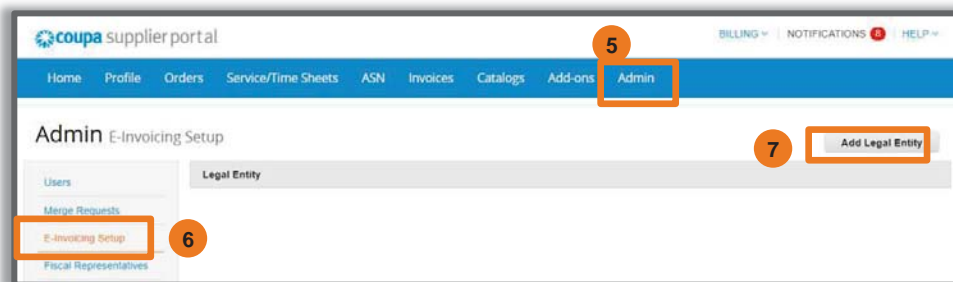 coupa supplier portal
BILLING NOTIFICATIONS 8 HELP
5
Home Profile Orders Service/Time Sheets ASN Invoices Catalogs Add-ons Admin
Admin E-Invoicing Setup
7
Add Legal Entity
Users
Legal Entity
Merge Requests
E-Invoicing Setup
6
Fiscal Representatives